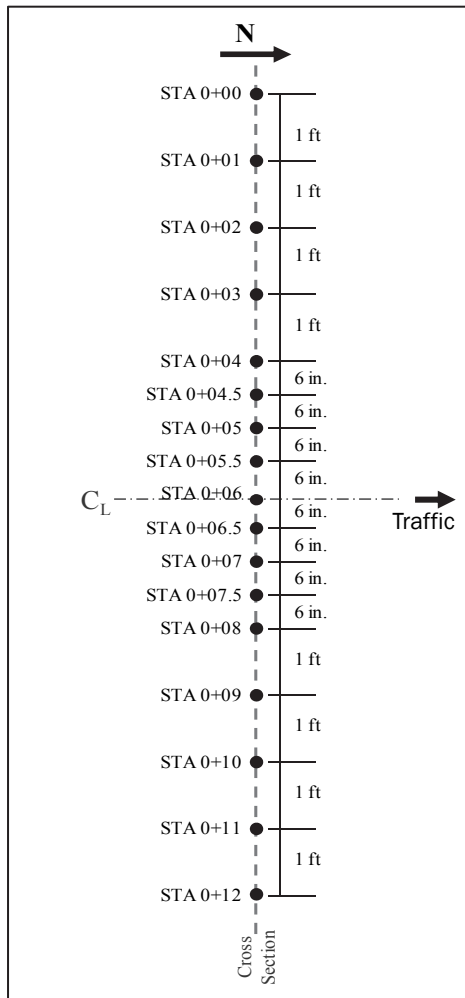 N
STA 0+00
1 ft
STA 0+01
1 ft
STA 0+02
1 ft
STA 0+03
1 ft
STA 0+04
6 in.
STA 0+04.5
6 in.
STA 0+05
6 in.
STA 0+05.5
6 in.
STA 0+06
CL
Traffic
6 in.
STA 0+06.5
6 in.
STA 0+07
6 in.
STA 0+07.5
6 in.
STA 0+08
1 ft
STA 0+09
1 ft
STA 0+10
1 ft
STA 0+11
1 ft
STA 0+12
Cross
Section